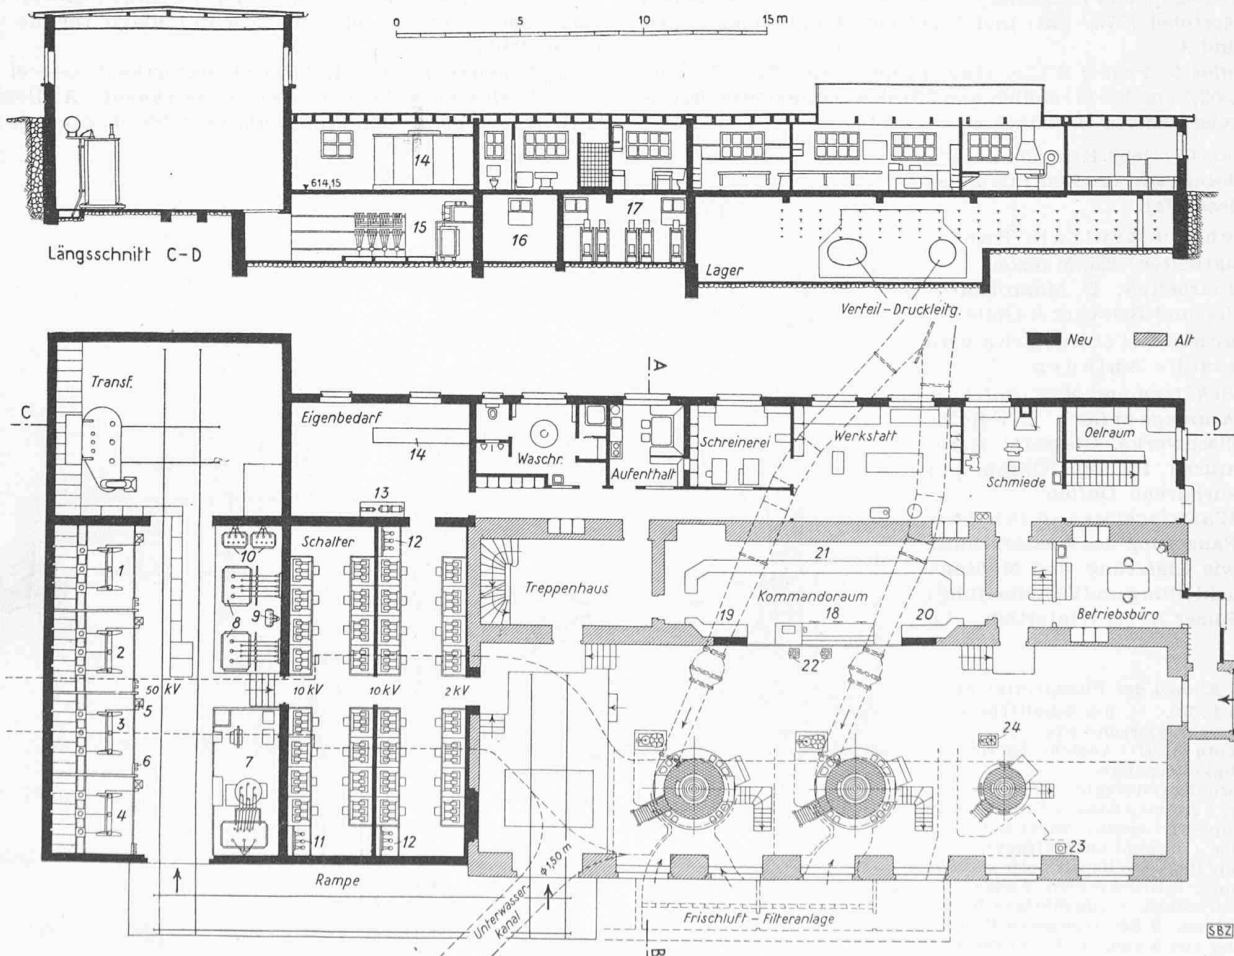 0 5 10 15 m
14
614,15
15
16
17
Längsschnitt C-D
Lager
Verteil-Druckleitg.
Neu
Alt
A
C
D
Transf.
Eigenbedarf
14
Waschr.
Aufenthalt
Schreinerei
Werkstatt
Schmiede
Oelraum
13
10
Schalter
12
21
1
Treppenhaus
Kommandoraum
Betriebsbüro
8
9
19
18
20
2
22
50 kV
10 kV
10 kV
2 kV
5
3
24
7
6
4
11
12
23
Rampe
ø 1,50 m
Unterwasser-
kanal
Frischluft-Filteranlage
B
SBZ